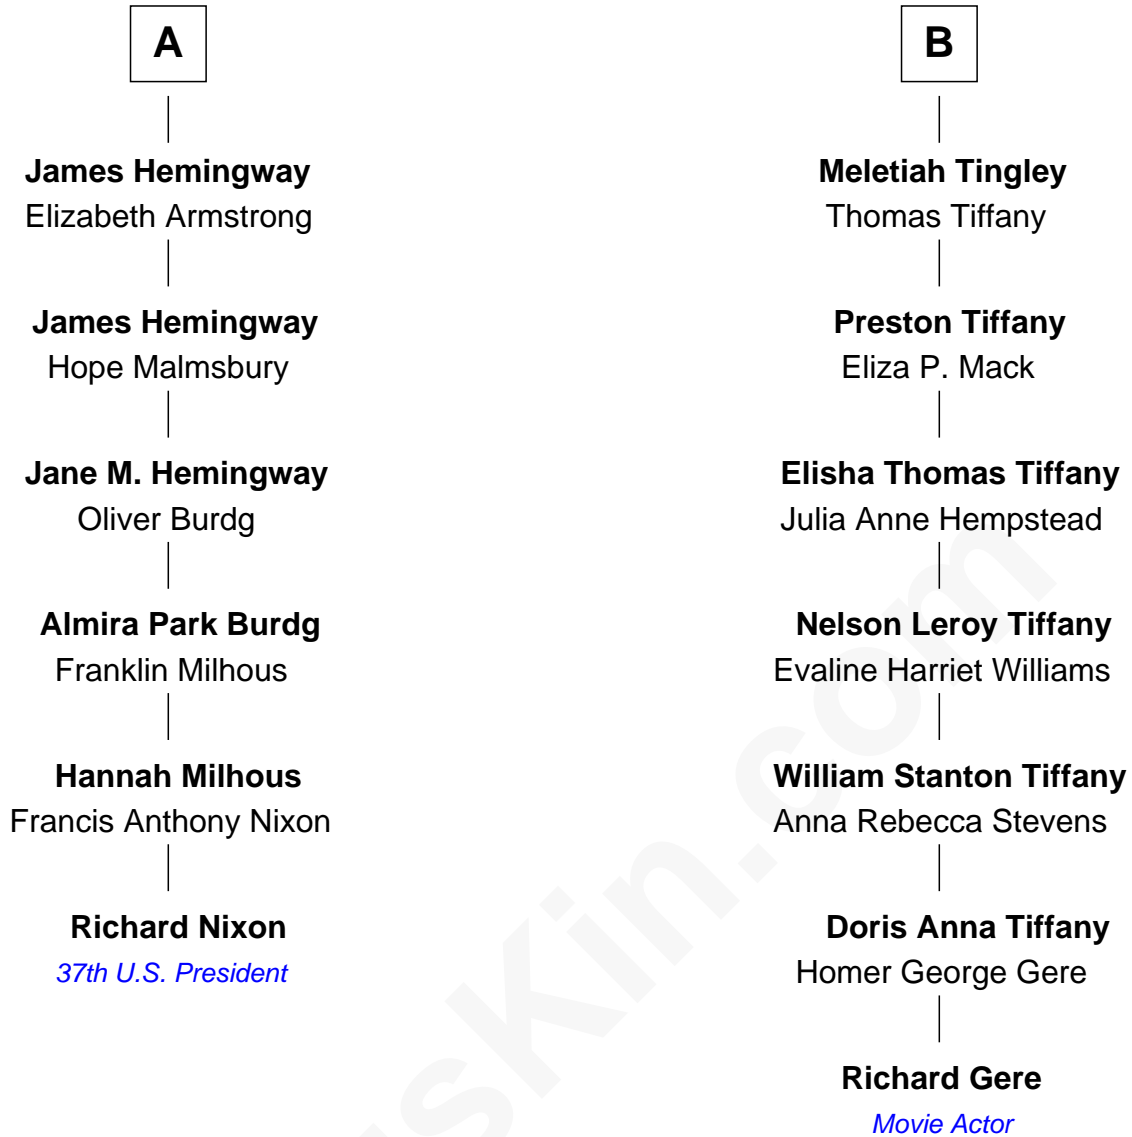 A
James Hemingway
Elizabeth Armstrong
James Hemingway
Hope Malmsbury
Jane M. Hemingway
Oliver Burdg
Almira Park Burdg
Franklin Milhous
Hannah Milhous
Francis Anthony Nixon
Richard Nixon
37th U.S. President
B
Meletiah Tingley
Thomas Tiffany
Preston Tiffany
Eliza P. Mack
Elisha Thomas Tiffany
Julia Anne Hempstead
Nelson Leroy Tiffany
Evaline Harriet Williams
William Stanton Tiffany
Anna Rebecca Stevens
Doris Anna Tiffany
Homer George Gere
Richard Gere
Movie Actor